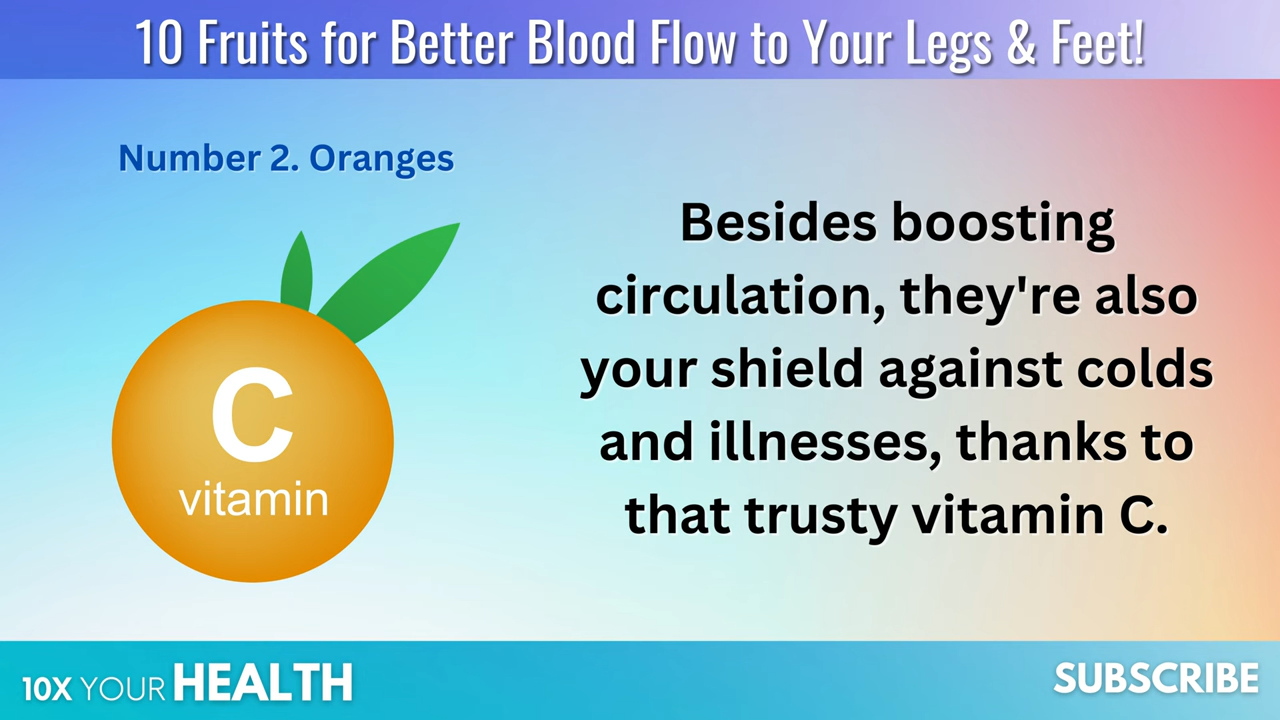 10 Fruits for Better Blood Flow to Your Legs & Feet!
Number 2. Oranges
C
vitamin
Besides boosting
circulation, they're also
your shield against colds
and illnesses, thanks to
that trusty vitamin C.
10X YOUR HEALTH
SUBSCRIBE